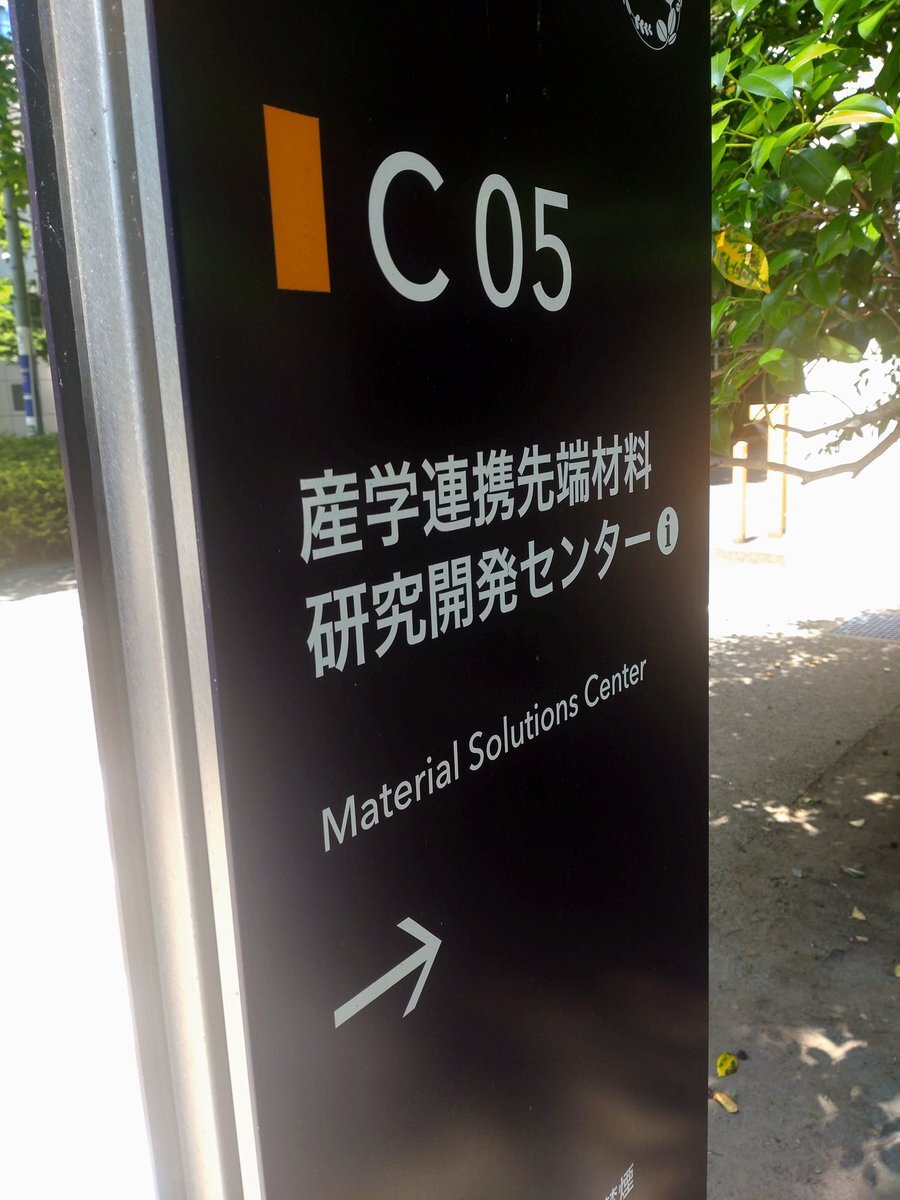 C 05
産学連携先端材料
研究開発センター i
Material Solutions Center